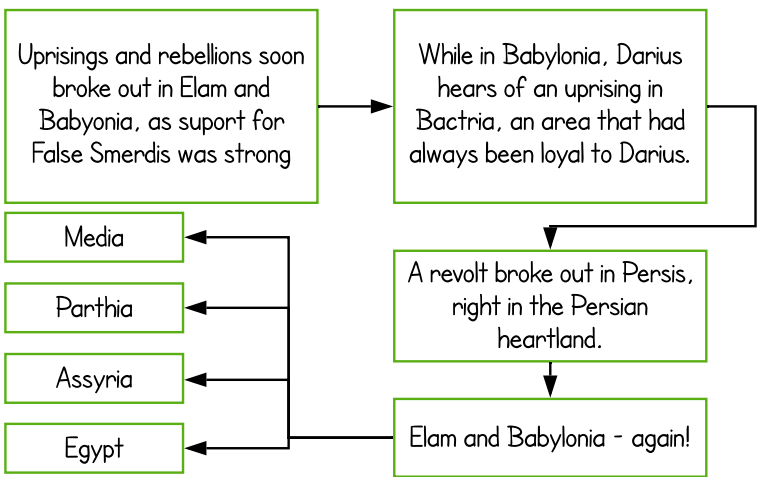 Uprisings and rebellions soon
broke out in Elam and
Babyonia, as suport for
False Smerdis was strong
While in Babylonia, Darius
hears of an uprising in
Bactria, an area that had
always been loyal to Darius.
A revolt broke out in Persis,
right in the Persian
heartland.
Elam and Babylonia - again!
Media
Parthia
Assyria
Egypt